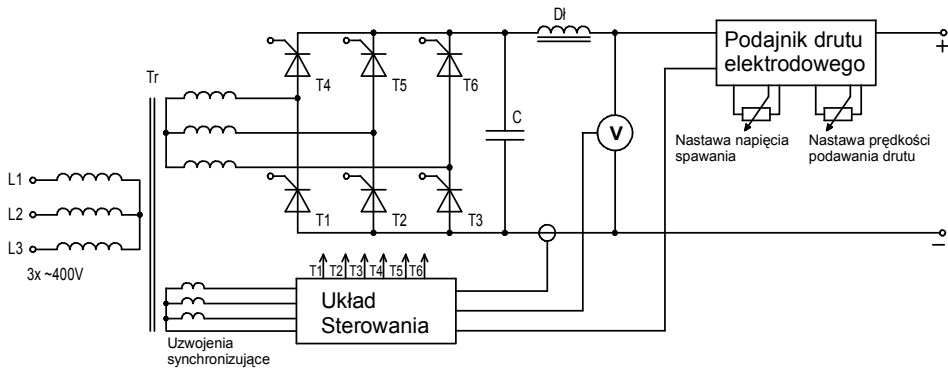 Dł
Podajnik drutu
elektrodowego
+
T4
T5
T6
Tr
C
V
Nastawa napięcia
spawania
Nastawa prędkości
podawania drutu
L1
L2
L3
3x ~400V
T1
T2
T3
–
T1 T2 T3 T4 T5 T6
Układ
Sterowania
Uzwojenia
synchronizujące